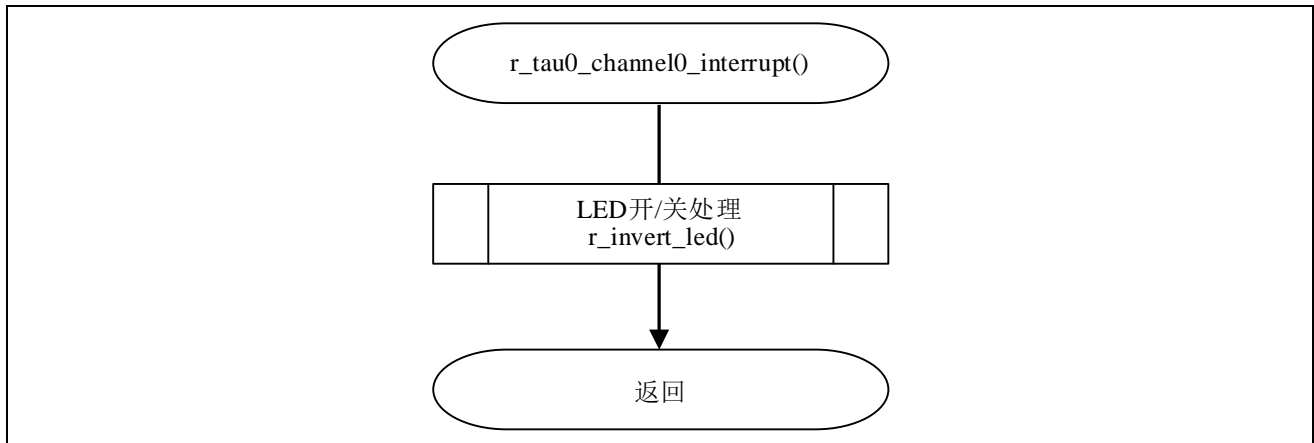 r_tau0_channel0_interrupt()
LED开/关处理
r_invert_led()
返回